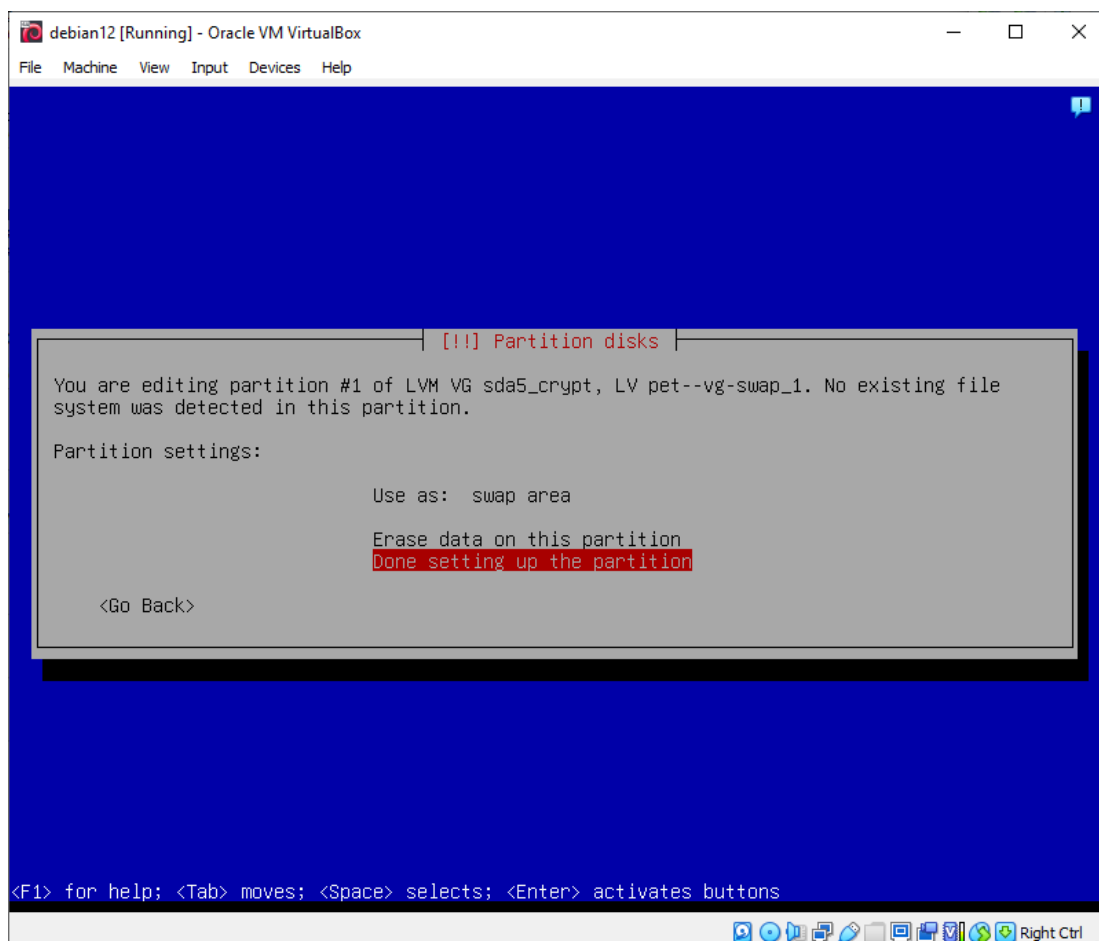 debian12 [Running] - Oracle VM VirtualBox
File Machine View Input Devices Help
[!!] Partition disks
You are editing partition #1 of LVM VG sda5_crypt, LV pet--vg-swap_1. No existing file
system was detected in this partition.
Partition settings:
Use as: swap area
Erase data on this partition
Done setting up the partition
<Go Back>
<F1> for help; <Tab> moves; <Space> selects; <Enter> activates buttons
Right Ctrl